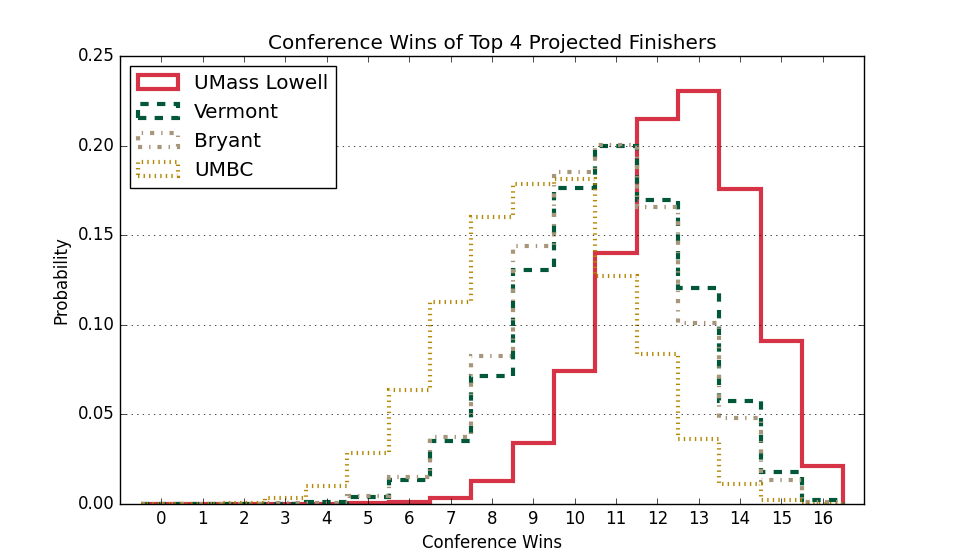 Conference Wins of Top 4 Projected Finishers
UMass Lowell
Vermont
Bryant
UMBC
Probability
0.25
0.20
0.15
0.10
0.05
0.00
0 1 2 3 4 5 6 7 8 9 10 11 12 13 14 15 16
Conference Wins